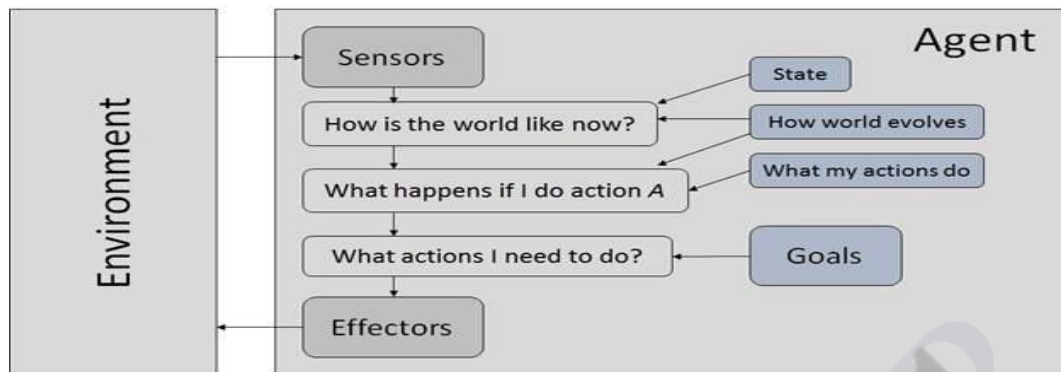 Agent
Environment
Sensors
State
How is the world like now?
How world evolves
What happens if I do action A
What my actions do
What actions I need to do?
Goals
Effectors